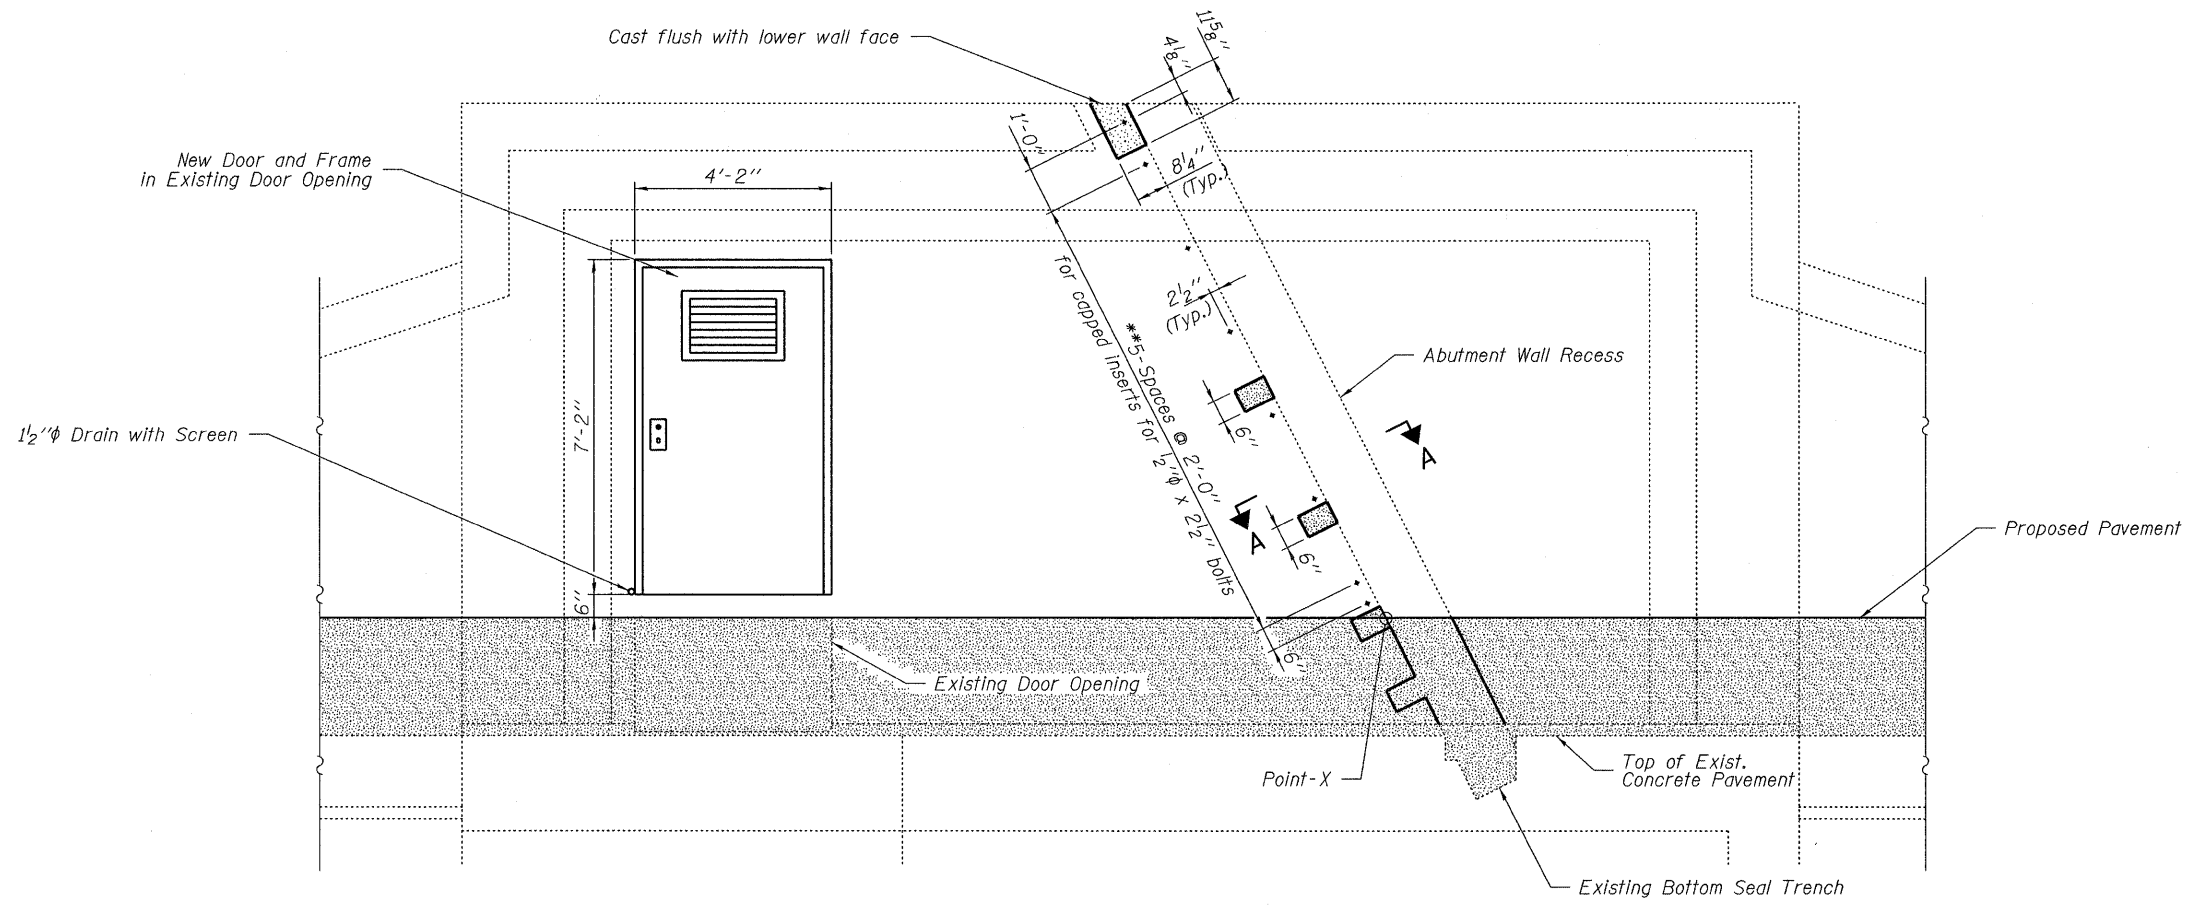 Cast flush with lower wall face
11 5/8"
4 1/8"
1'-0"
New Door and Frame
in Existing Door Opening
4'-2"
8 1/4"
(Typ.)
2 1/2"
(Typ.)
**5-Spaces @ 2'-0"
for capped inserts for 1/2"ϕ x 2 1/2" bolts
Abutment Wall Recess
6"
A
1 1/2"ϕ Drain with Screen
7'-2"
A
6"
Proposed Pavement
6"
6"
Existing Door Opening
Point-X
Top of Exist.
Concrete Pavement
Existing Bottom Seal Trench